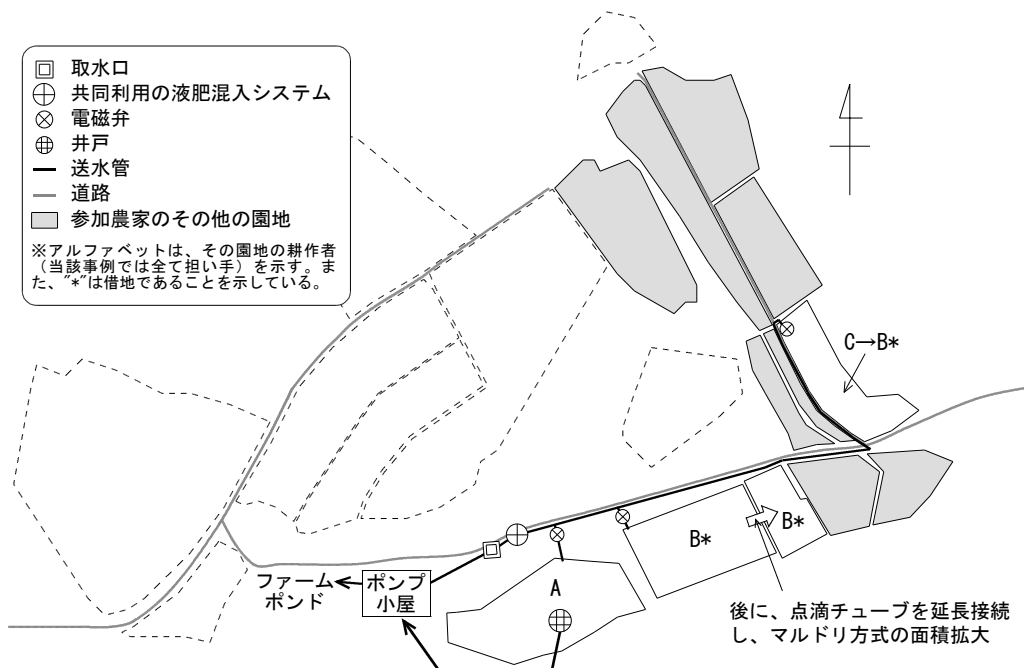 取水口
共同利用の液肥混入システム
電磁弁
井戸
送水管
道路
参加農家のその他の園地
※アルファベットは、その園地の耕作者
（当該事例では全て担い手）を示す。ま
た、"*"は借地であることを示している。
C→B*
B*
B*
A
ファーム
ポンド
ポンプ
小屋
後に、点滴チューブを延長接続
し、マルドリ方式の面積拡大